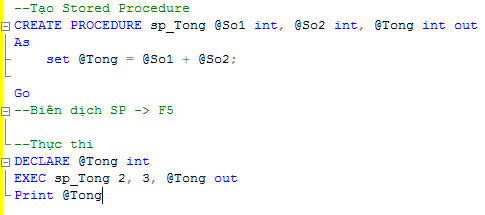 --Tạo Stored Procedure
CREATE PROCEDURE sp_Tong @So1 int, @So2 int, @Tong int out
As
    set @Tong = @So1 + @So2;
Go
--Biên dịch SP -> F5
--Thực thi
DECLARE @Tong int
EXEC sp_Tong 2, 3, @Tong out
Print @Tong